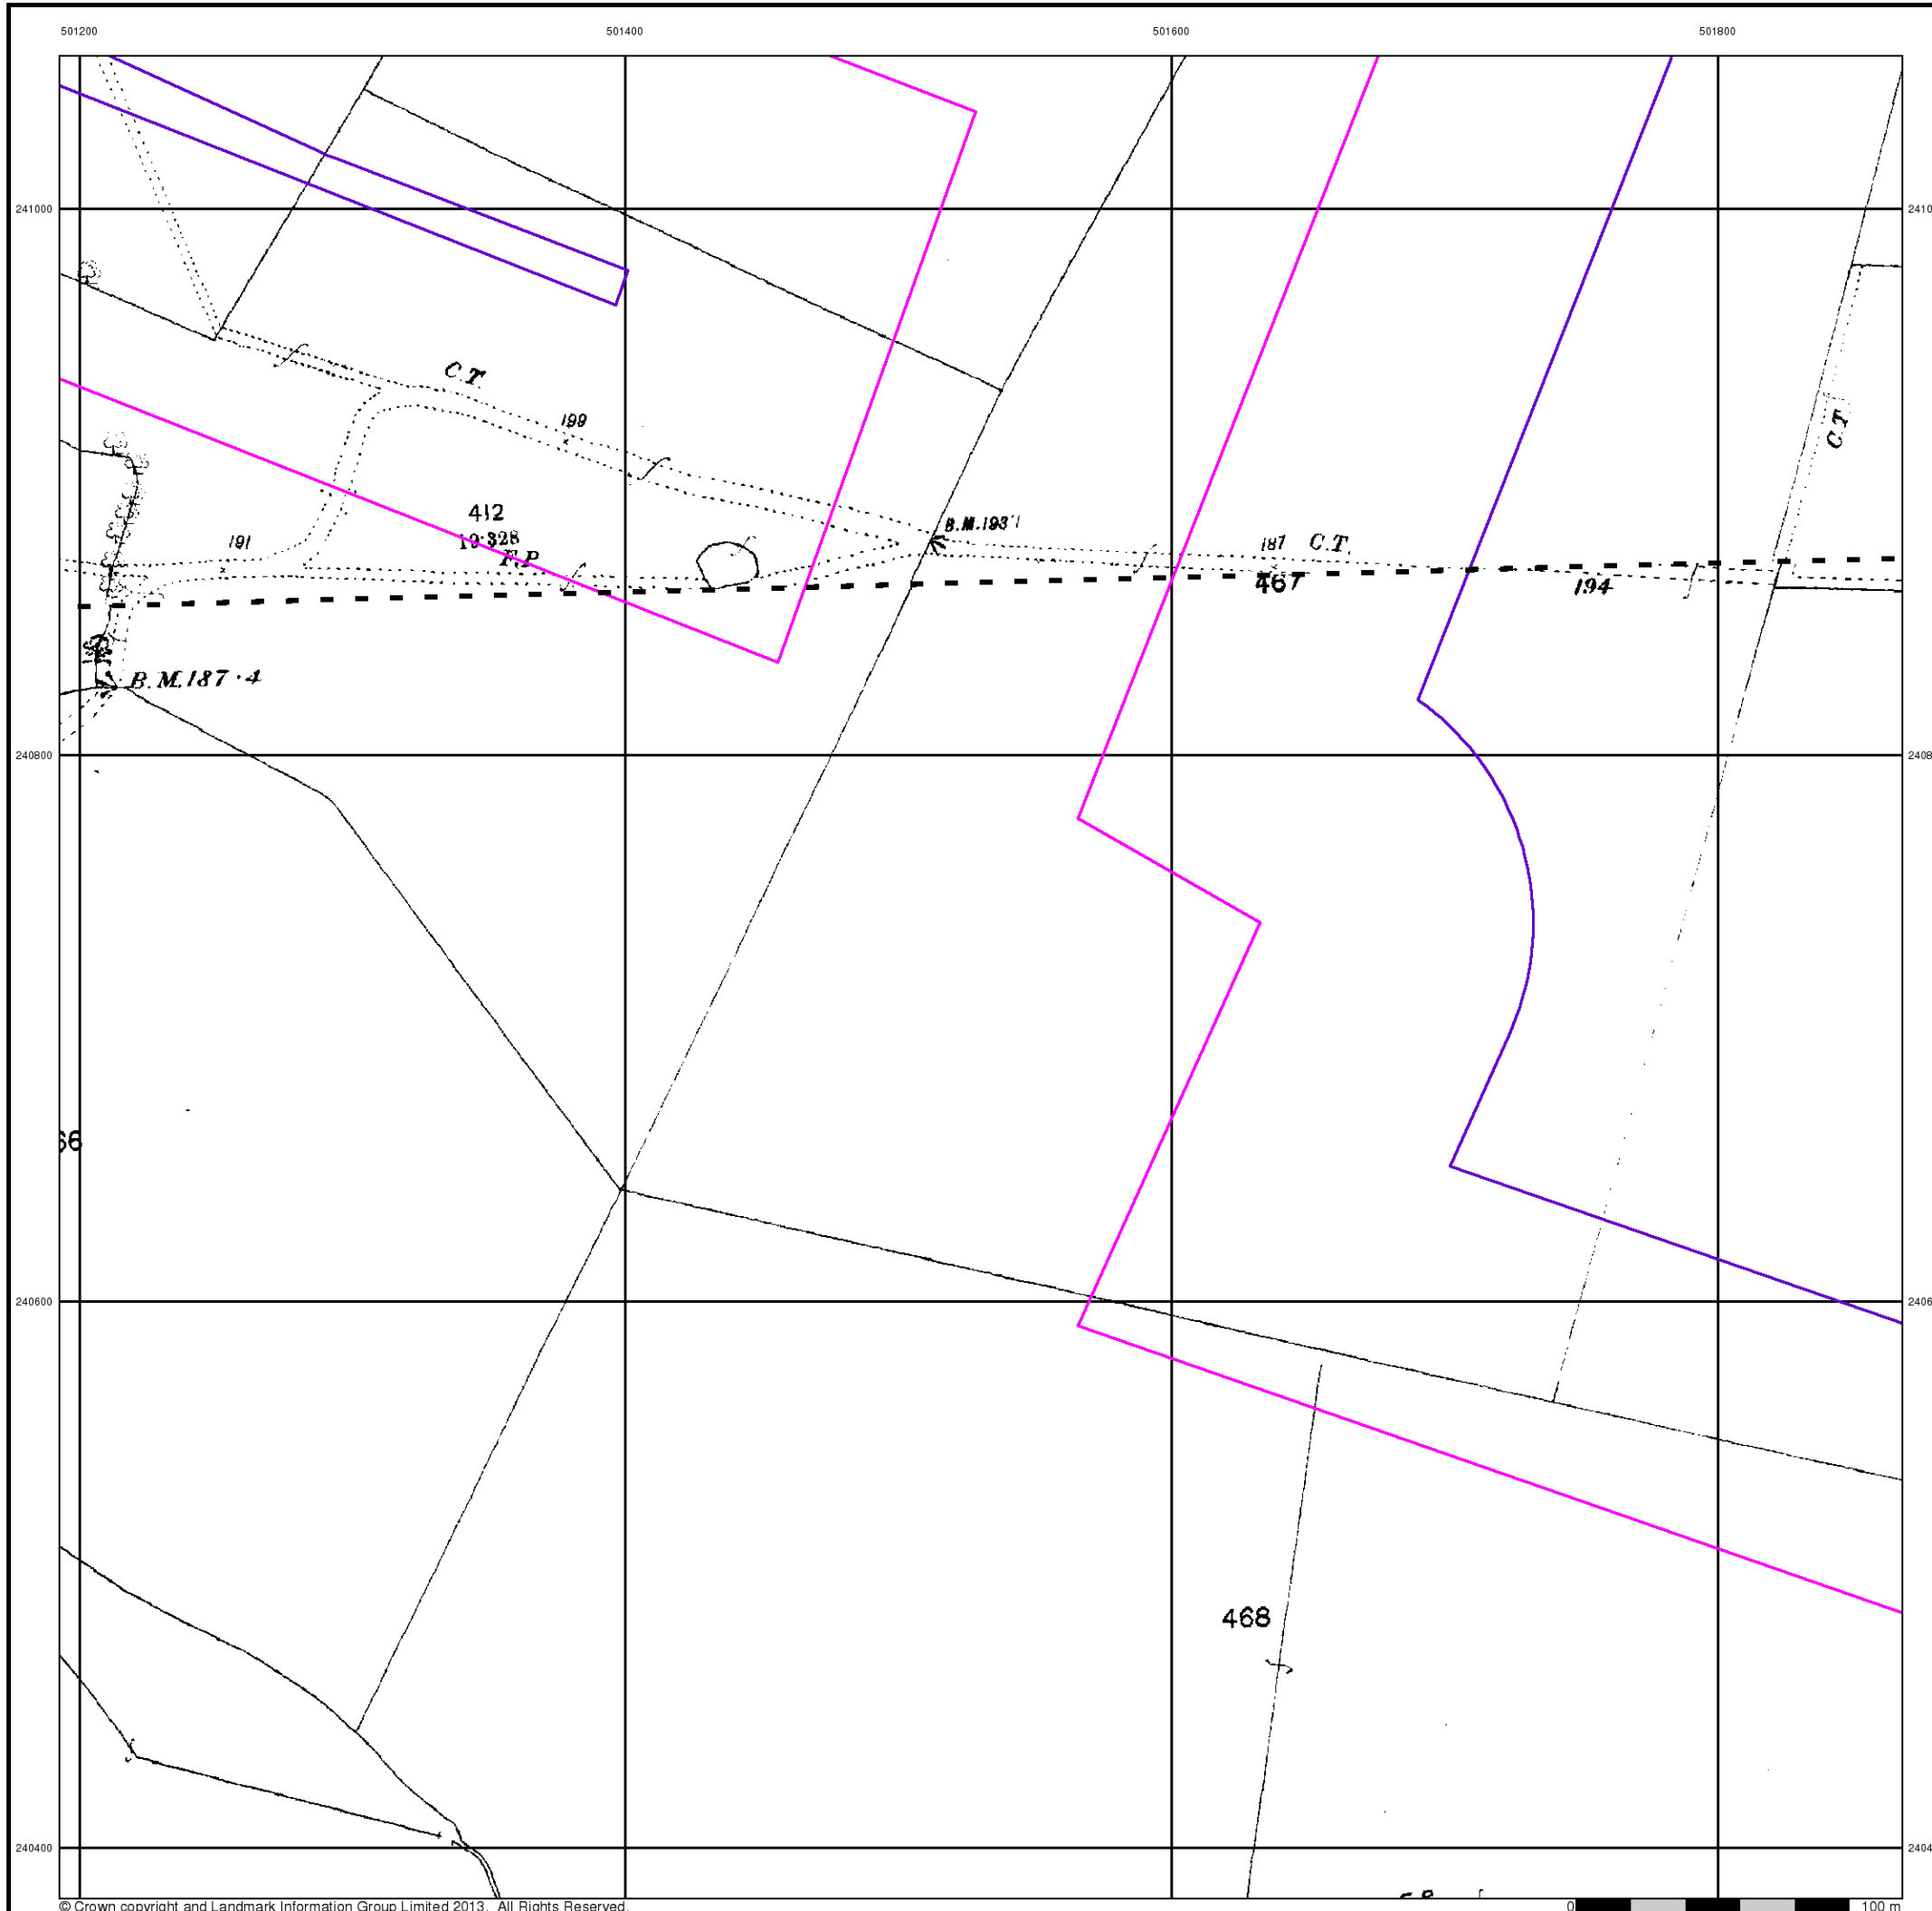 501200 501400 501600 501800
241000
C.T.
199
C.T.
412
19·328
F.P.
191
B.M.193
187 C.T.
467
194
B.M.187·4
240800
240600
468
240400
© Crown copyright and Landmark Information Group Limited 2013. All Rights Reserved.
0 100 m